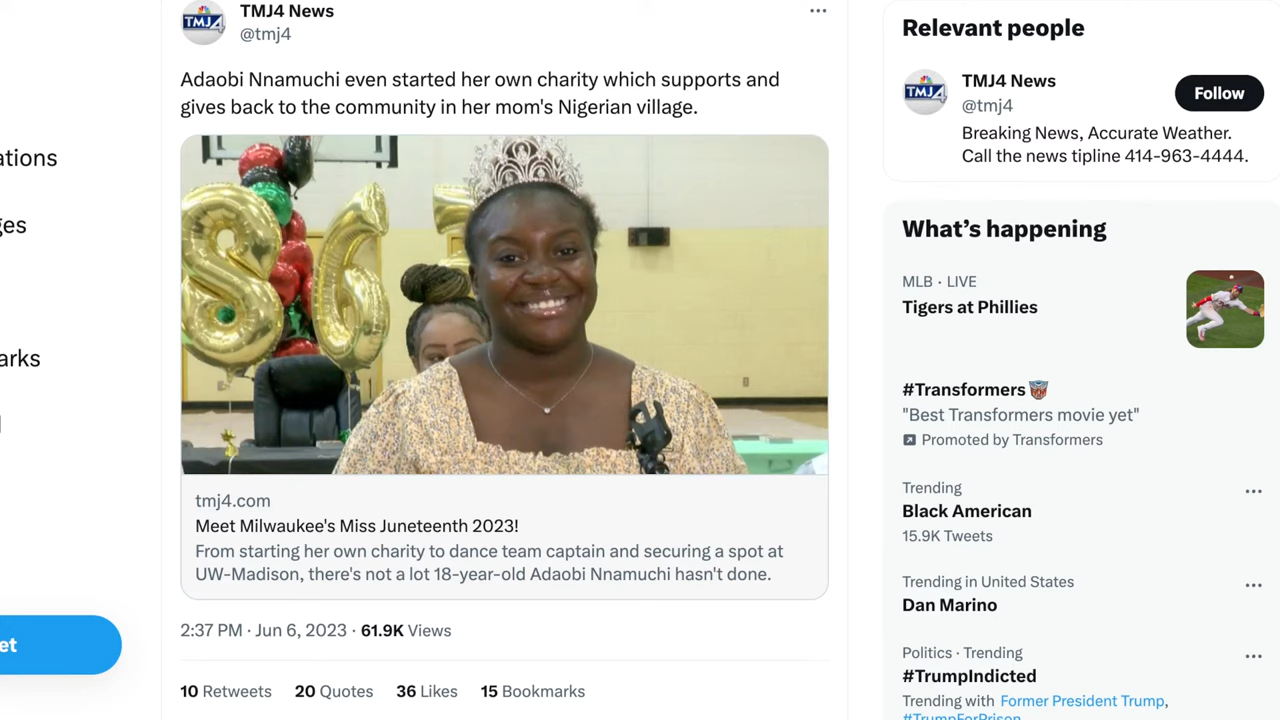 TMJ4 News
@tmj4
Adaobi Nnamuchi even started her own charity which supports and
gives back to the community in her mom's Nigerian village.
86
tmj4.com
Meet Milwaukee's Miss Juneteenth 2023!
From starting her own charity to dance team captain and securing a spot at
UW-Madison, there's not a lot 18-year-old Adaobi Nnamuchi hasn't done.
2:37 PM · Jun 6, 2023 · 61.9K Views
10 Retweets 20 Quotes 36 Likes 15 Bookmarks
ations
ges
arks
et
Relevant people
TMJ4
TMJ4 News
@tmj4
Follow
Breaking News, Accurate Weather.
Call the news tipline 414-963-4444.
What's happening
MLB · LIVE
Tigers at Phillies
#Transformers
"Best Transformers movie yet"
Promoted by Transformers
Trending
Black American
15.9K Tweets
Trending in United States
Dan Marino
Politics · Trending
#TrumpIndicted
Trending with Former President Trump,
#TrumpForPrison